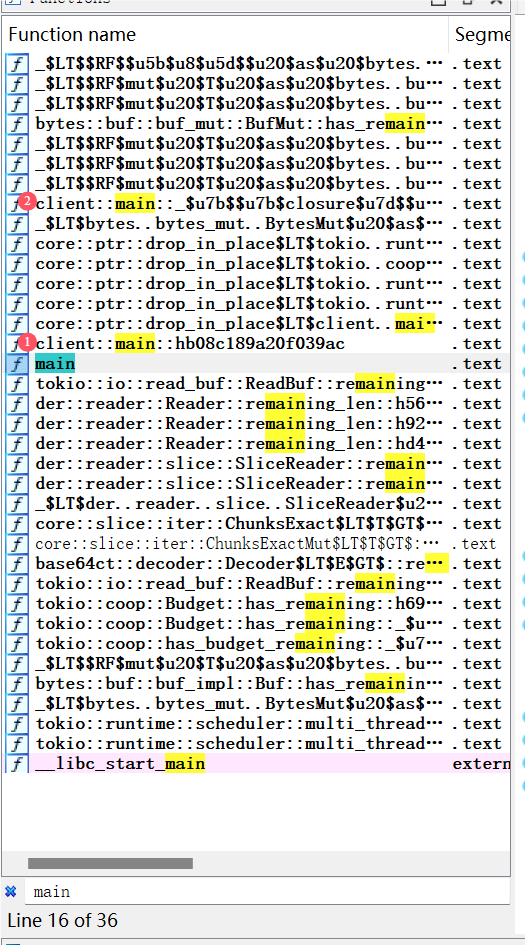 Functions
Function name Segme
_$LT$$RF$$u5b$u8$u5d$$u20$as$u20$bytes.… .text
_$LT$$RF$mut$u20$T$u20$as$u20$bytes..bu… .text
_$LT$$RF$mut$u20$T$u20$as$u20$bytes..bu… .text
bytes::buf::buf_mut::BufMut::has_remain… .text
_$LT$$RF$mut$u20$T$u20$as$u20$bytes..bu… .text
_$LT$$RF$mut$u20$T$u20$as$u20$bytes..bu… .text
_$LT$$RF$mut$u20$T$u20$as$u20$bytes..bu… .text
2 client::main::_$u7b$$u7b$closure$u7d$$u… .text
_$LT$bytes..bytes_mut..BytesMut$u20$as$… .text
core::ptr::drop_in_place$LT$tokio..runt… .text
core::ptr::drop_in_place$LT$tokio..coop… .text
core::ptr::drop_in_place$LT$tokio..runt… .text
core::ptr::drop_in_place$LT$tokio..runt… .text
core::ptr::drop_in_place$LT$client..mai… .text
1 client::main::hb08c189a20f039ac .text
main .text
tokio::io::read_buf::ReadBuf::remaining… .text
der::reader::Reader::remaining_len::h56… .text
der::reader::Reader::remaining_len::h92… .text
der::reader::Reader::remaining_len::hd4… .text
der::reader::slice::SliceReader::remain… .text
der::reader::slice::SliceReader::remain… .text
_$LT$der..reader..slice..SliceReader$u2… .text
core::slice::iter::ChunksExact$LT$T$GT$… .text
core::slice::iter::ChunksExactMut$LT$T$GT$:… .text
base64ct::decoder::Decoder$LT$E$GT$::re… .text
tokio::io::read_buf::ReadBuf::remaining… .text
tokio::coop::Budget::has_remaining::h69… .text
tokio::coop::Budget::has_remaining::_$u… .text
tokio::coop::has_budget_remaining::_$u7… .text
_$LT$$RF$mut$u20$T$u20$as$u20$bytes..bu… .text
bytes::buf::buf_impl::Buf::has_remainin… .text
_$LT$bytes..bytes_mut..BytesMut$u20$as$… .text
tokio::runtime::scheduler::multi_thread… .text
tokio::runtime::scheduler::multi_thread… .text
__libc_start_main extern
main
Line 16 of 36